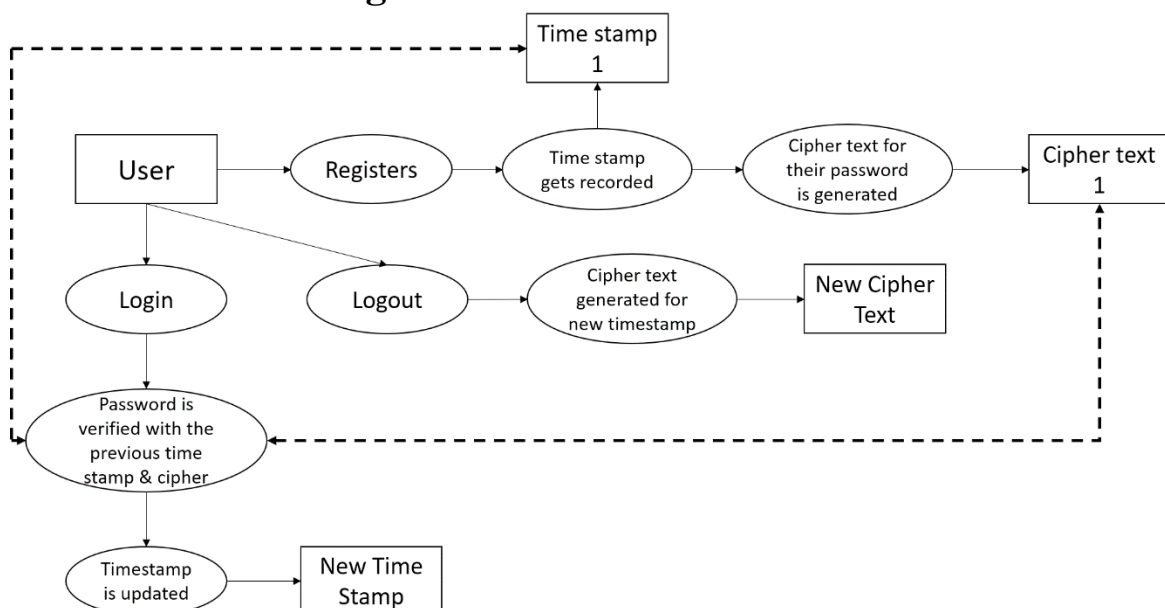 Time stamp
1
User
Registers
Time stamp
gets recorded
Cipher text for
their password
is generated
Cipher text
1
Login
Logout
Cipher text
generated for
new timestamp
New Cipher
Text
Password is
verified with the
previous time
stamp & cipher
Timestamp
is updated
New Time
Stamp